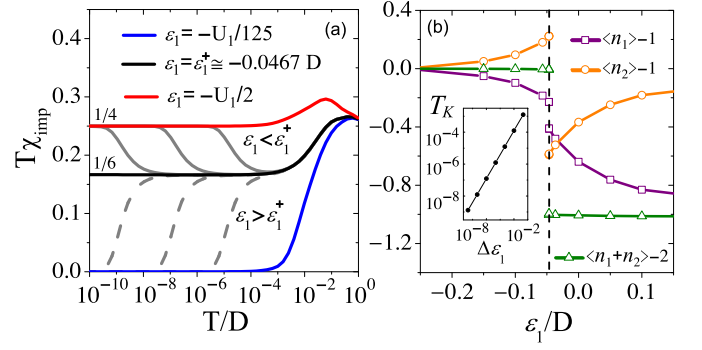 (a)
ε₁ = −U₁/125
ε₁ = ε₁⁺ ≅ −0.0467 D
ε₁ = −U₁/2
1/4
1/6
ε₁<ε₁⁺
ε₁>ε₁⁺
0.4
0.3
0.2
0.1
0.0
Tχimp
10⁻¹⁰ 10⁻⁸ 10⁻⁶ 10⁻⁴ 10⁻² 10⁰
T/D
(b)
<n₁>−1
<n₂>−1
<n₁+n₂>−2
0.4
0.0
-0.4
-0.8
-1.2
T_K
10⁻⁴
10⁻⁶
10⁻⁸
10⁻⁸ 10⁻²
Δε₁
-0.2 -0.1 0.0 0.1
ε₁/D